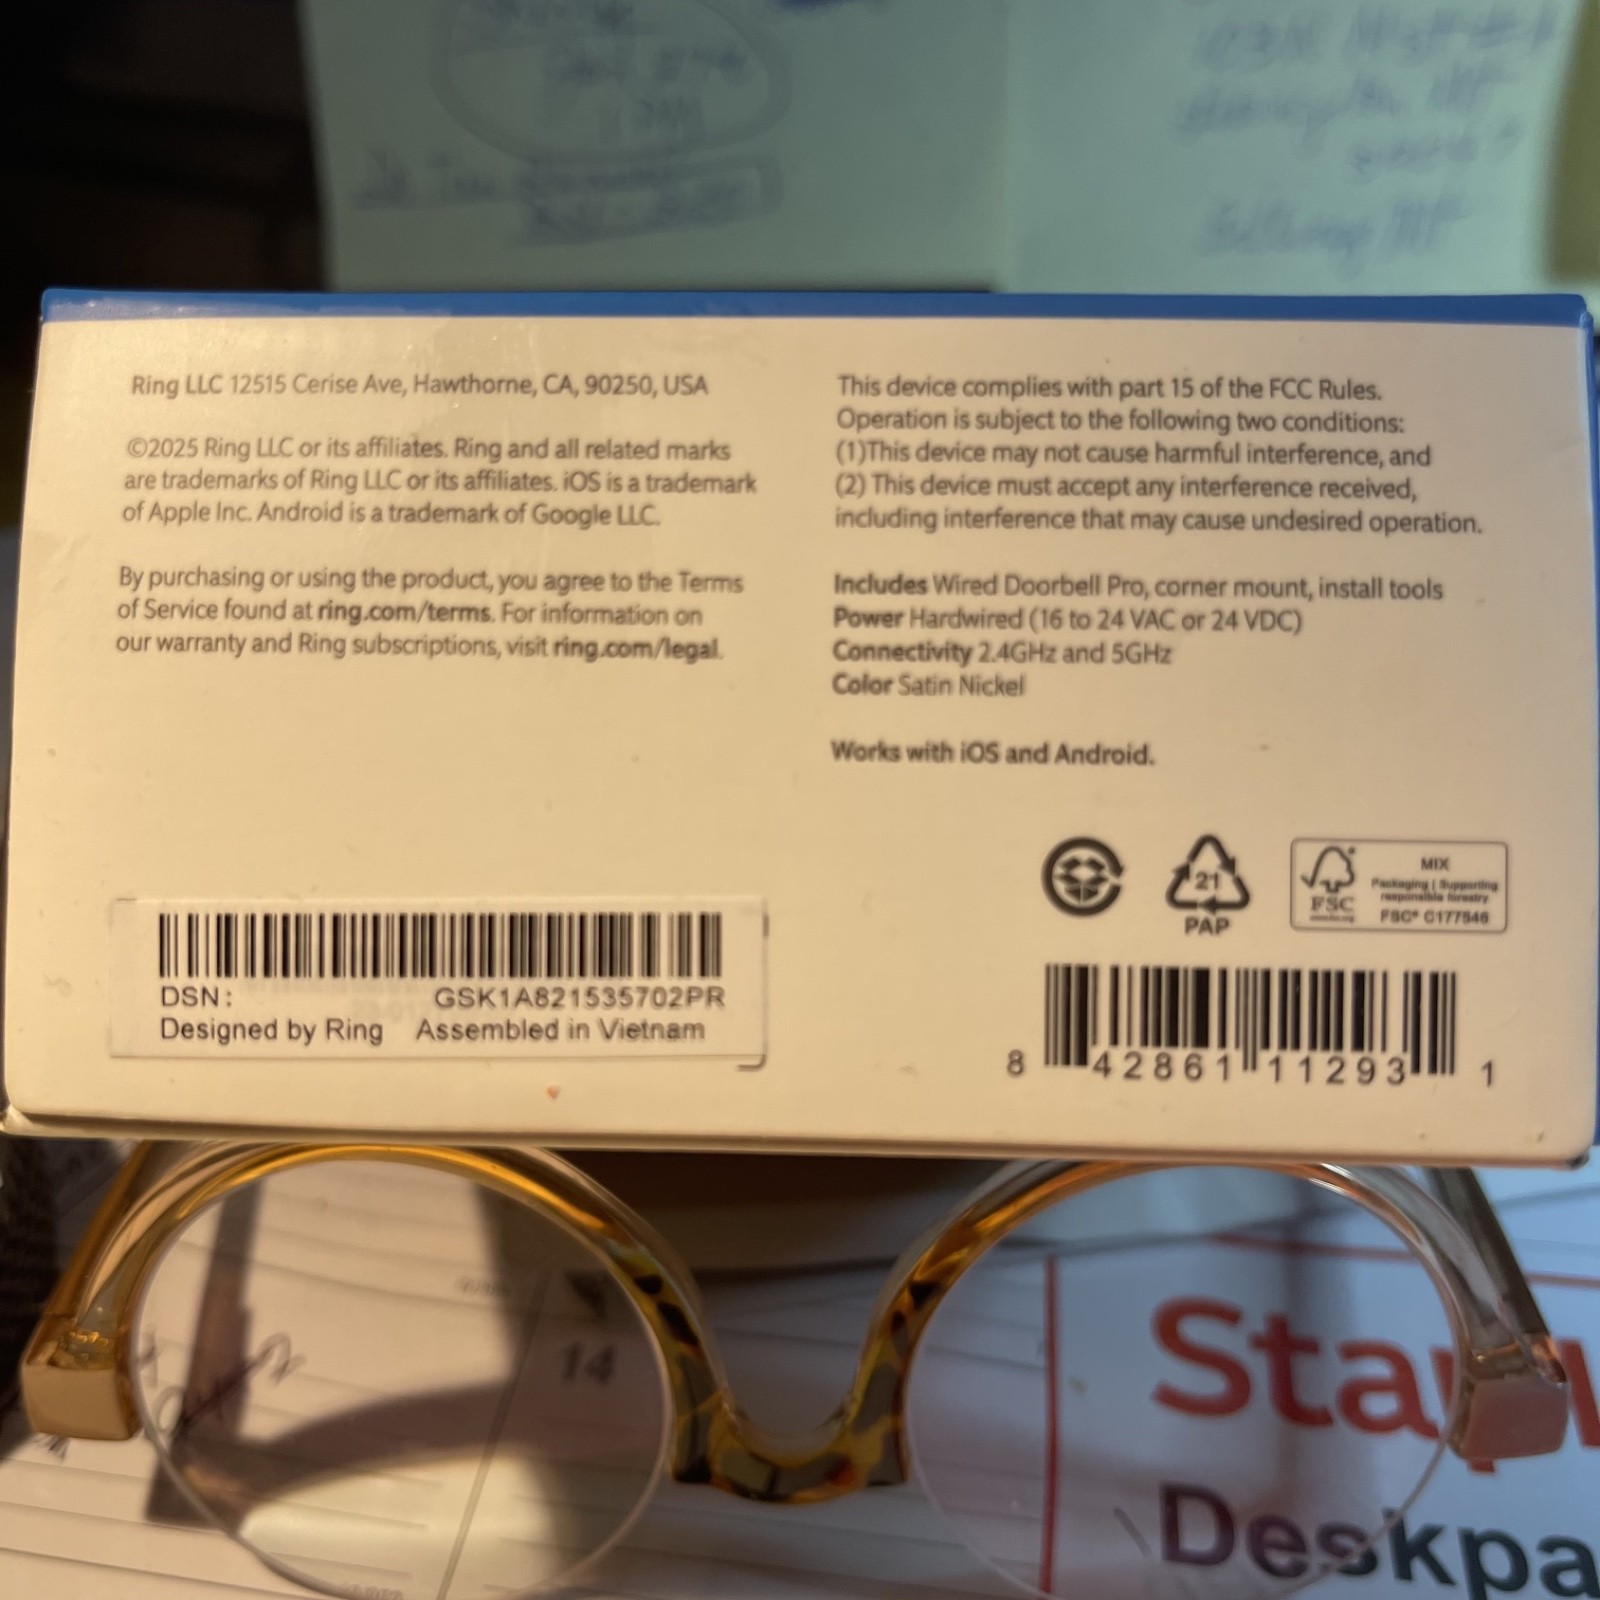 Ring LLC 12515 Cerise Ave, Hawthorne, CA, 90250, USA
©2025 Ring LLC or its affiliates. Ring and all related marks
are trademarks of Ring LLC or its affiliates. iOS is a trademark
of Apple Inc. Android is a trademark of Google LLC.
By purchasing or using the product, you agree to the Terms
of Service found at ring.com/terms. For information on
our warranty and Ring subscriptions, visit ring.com/legal.
This device complies with part 15 of the FCC Rules.
Operation is subject to the following two conditions:
(1)This device may not cause harmful interference, and
(2) This device must accept any interference received,
including interference that may cause undesired operation.
Includes Wired Doorbell Pro, corner mount, install tools
Power Hardwired (16 to 24 VAC or 24 VDC)
Connectivity 2.4GHz and 5GHz
Color Satin Nickel
Works with iOS and Android.
21
PAP
FSC
MIX
Packaging | Supporting
responsible forestry
FSC® C177546
DSN: GSK1A821535702PR
Designed by Ring Assembled in Vietnam
8 42861 11293 1
14
Deskpa